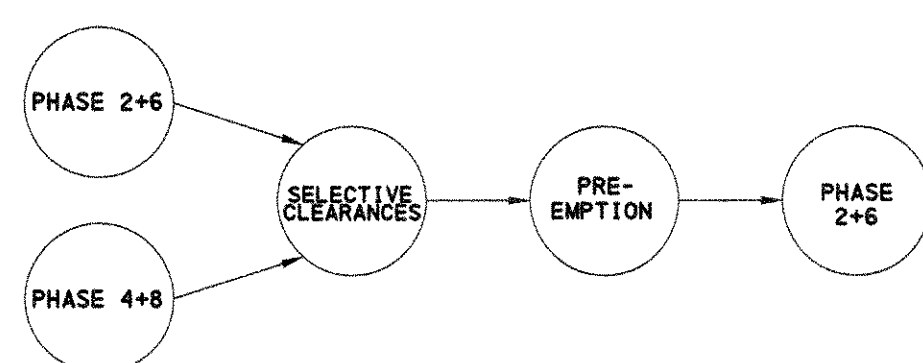 PHASE 2+6
PHASE 4+8
SELECTIVE
CLEARANCES
PRE-
EMPTION
PHASE
2+6